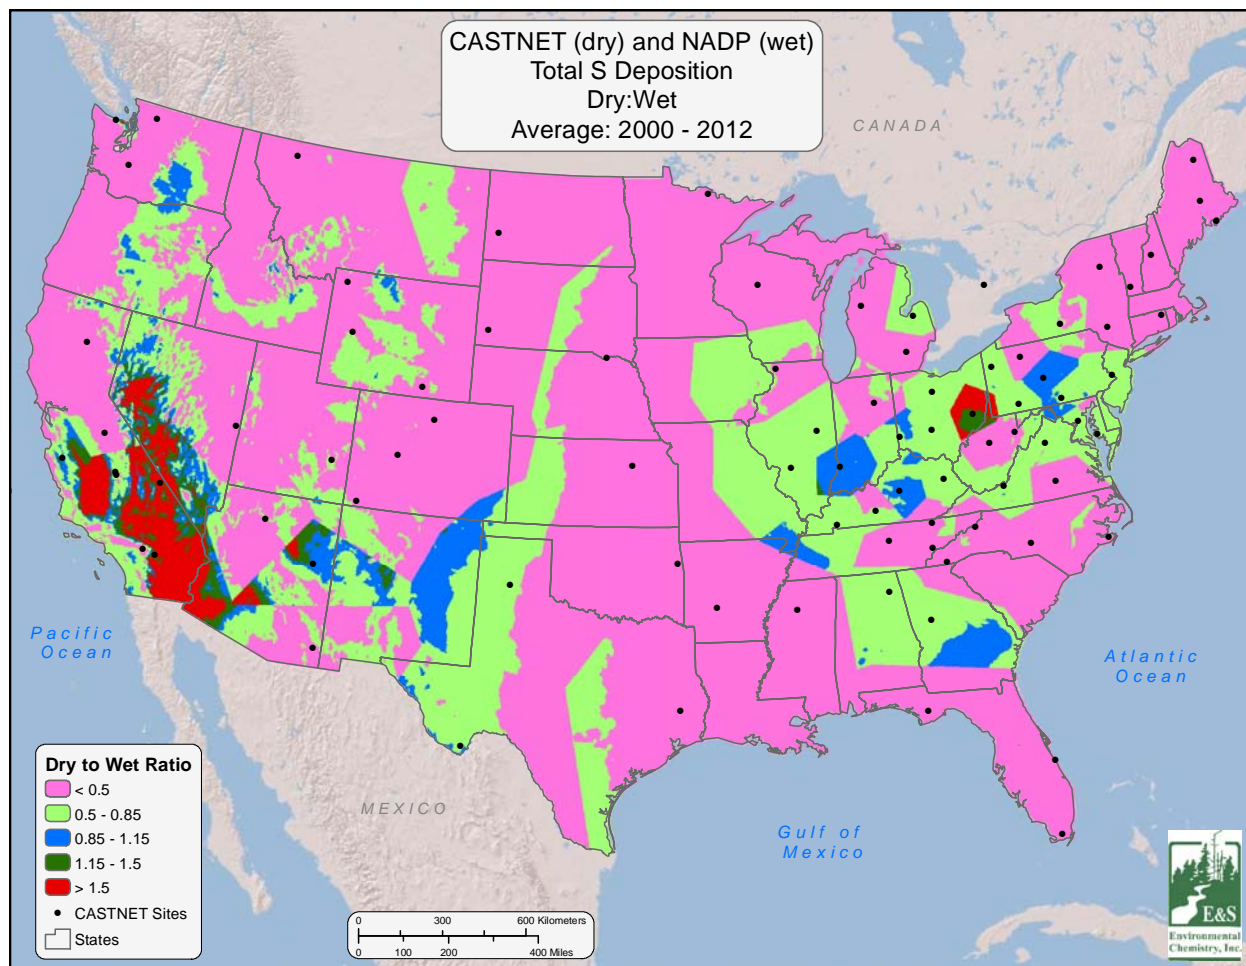 CASTNET (dry) and NADP (wet)
Total S Deposition
Dry:Wet
Average: 2000 - 2012
CANADA
Pacific
Ocean
Atlantic
Ocean
MEXICO
Gulf of
Mexico
Dry to Wet Ratio
< 0.5
0.5 - 0.85
0.85 - 1.15
1.15 - 1.5
> 1.5
CASTNET Sites
States
0 300 600 Kilometers
0 100 200 400 Miles
E&S
Environmental
Chemistry, Inc.